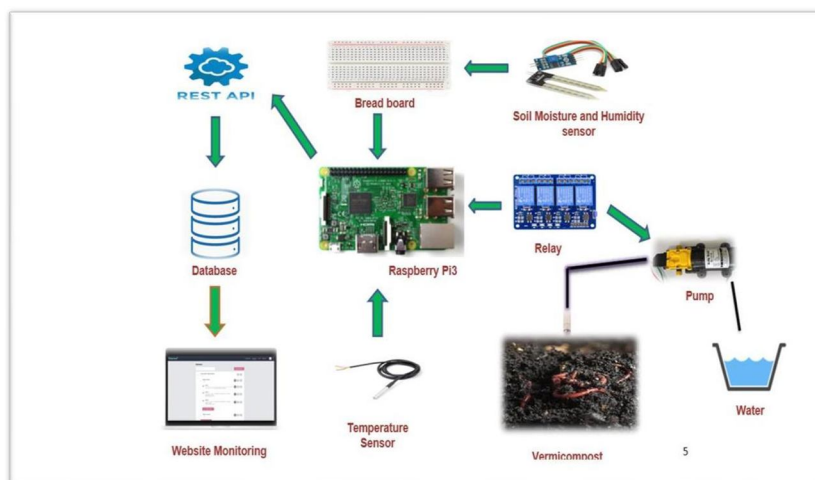 REST API
Bread board
Soil Moisture and Humidity
sensor
Database
Raspberry Pi3
Relay
Pump
Website Monitoring
Temperature
Sensor
Vermicompost
Water
5